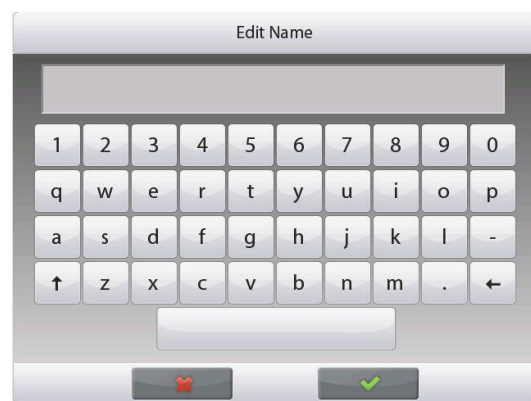 Edit Name
1 2 3 4 5 6 7 8 9 0
q w e r t y u i o p
a s d f g h j k l -
↑ z x c v b n m . ←